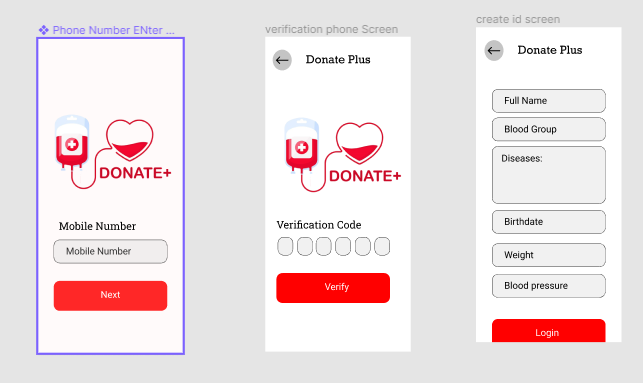 Phone Number ENter ...
DONATE+
Mobile Number
Mobile Number
Next
verification phone Screen
Donate Plus
DONATE+
Verification Code
Verify
create id screen
Donate Plus
Full Name
Blood Group
Diseases:
Birthdate
Weight
Blood pressure
Login